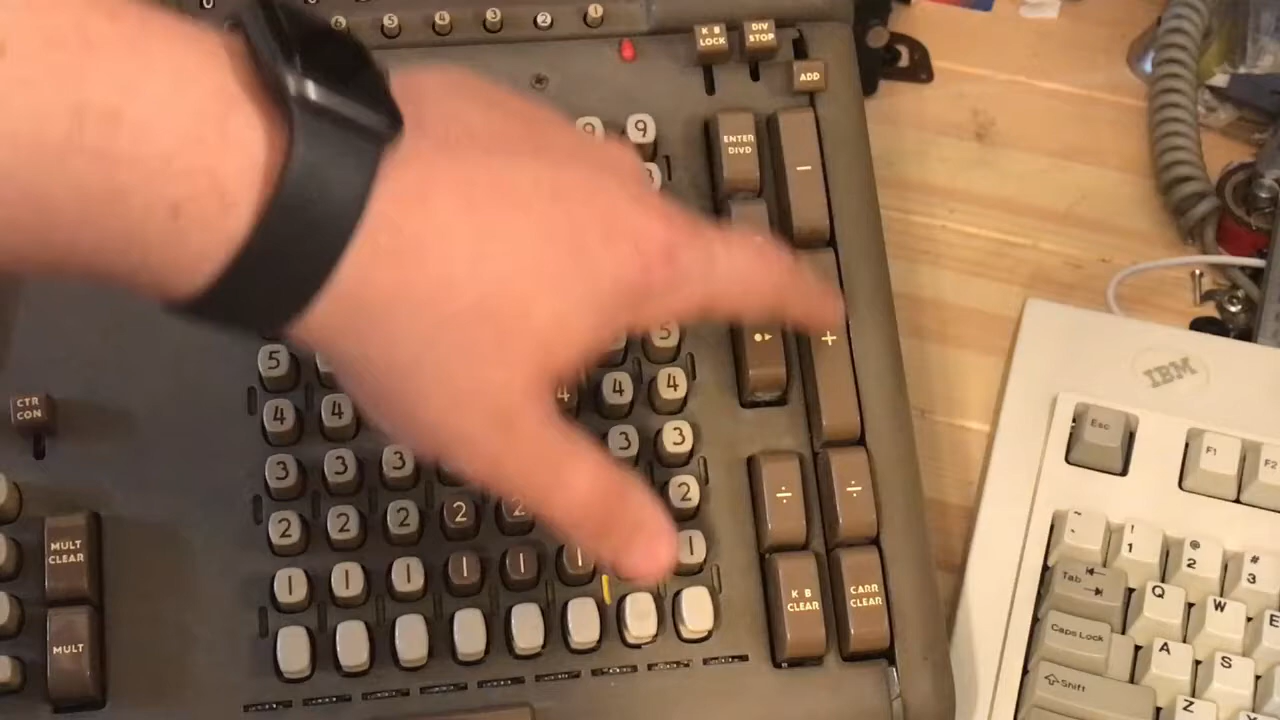 0
6 5 4 3 2 1
K B
LOCK
DIV
STOP
ADD
9 9
ENTER
DIVD
−
5
5
+
CTR
CON
4 4
4 4 4
3 3 3
3 3
÷ ÷
2 2 2 2 2
2
MULT
CLEAR
1 1 1 1 1 1
1
K B
CLEAR
CARR
CLEAR
MULT
IBM
Esc
F1
F2
~
!
1
@
2
#
3
Tab
Q W E
Caps Lock
A S
Shift
Z